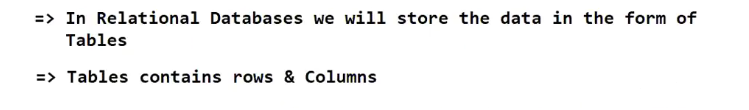 => In Relational Databases we will store the data in the form of
Tables
=> Tables contains rows & Columns